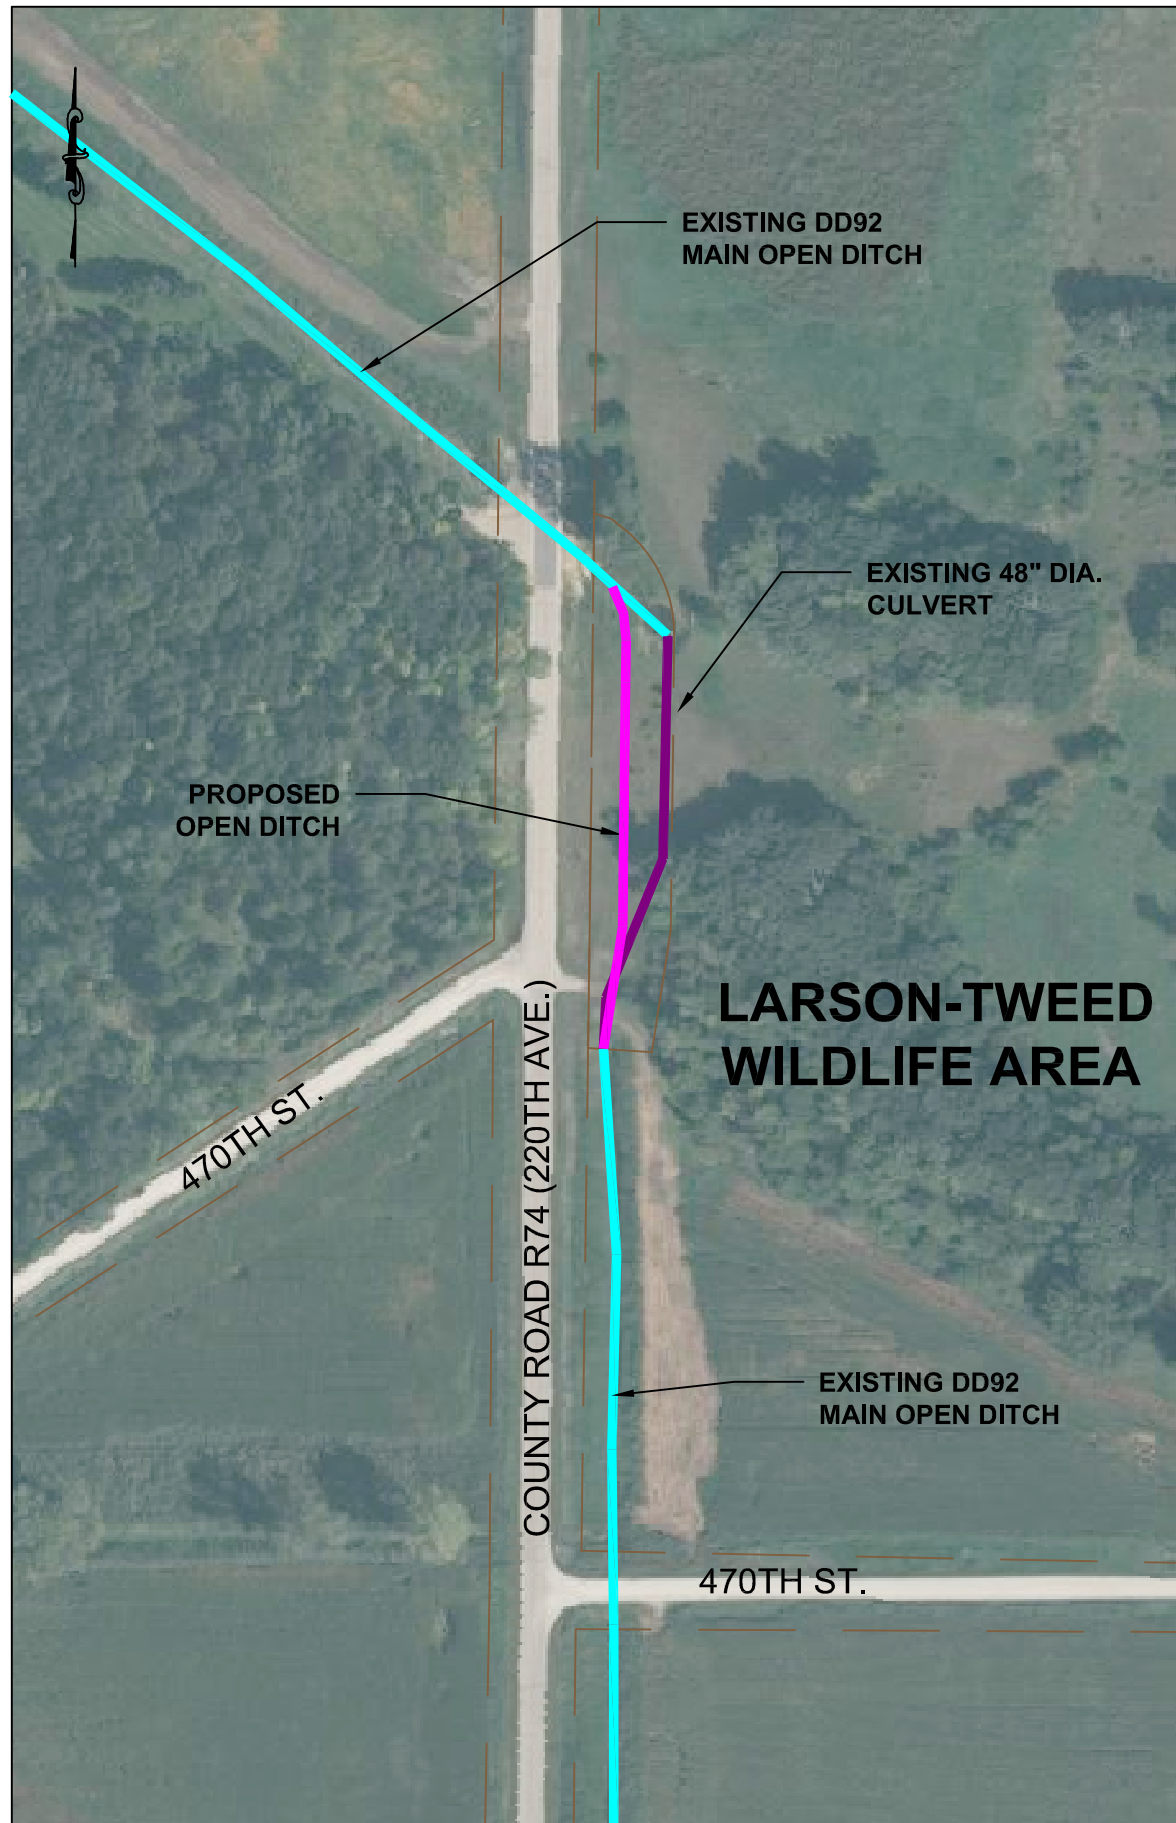 EXISTING DD92
MAIN OPEN DITCH
EXISTING 48" DIA.
CULVERT
PROPOSED
OPEN DITCH
LARSON-TWEED
WILDLIFE AREA
470TH ST.
COUNTY ROAD R74 (220TH AVE.)
EXISTING DD92
MAIN OPEN DITCH
470TH ST.